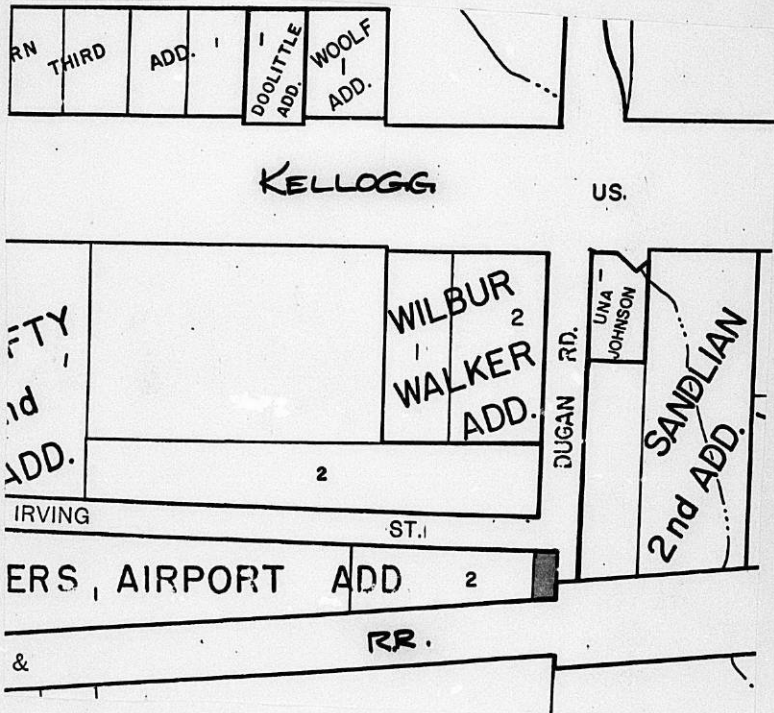 RN THIRD ADD. 1
1
DOOLITTLE
ADD.
WOOLF
1
ADD.
KELLOGG
US.
FTY
1
nd
ADD.
WILBUR
1 2
WALKER
ADD.
DUGAN RD.
1
UNA
JOHNSON
SANDLIAN
2nd ADD.
2
IRVING ST.
ERS, AIRPORT ADD 2
RR.
&